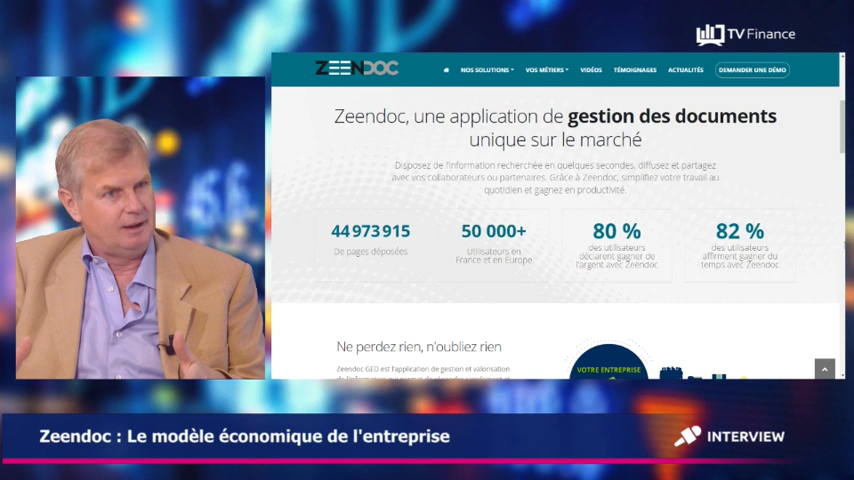 TV Finance
ZEENDOC
NOS SOLUTIONS
VOS MÉTIERS
VIDÉOS
TÉMOIGNAGES
ACTUALITÉS
DEMANDER UNE DÉMO
Zeendoc, une application de gestion des documents
unique sur le marché
Disposez de l'information recherchée en quelques secondes, diffusez et partagez
avec vos collaborateurs ou partenaires. Grâce à Zeendoc, simplifiez votre travail au
quotidien et gagnez en productivité.
44 973 915
De pages déposées
50 000+
Utilisateurs en
France et en Europe
80 %
des utilisateurs
déclarent gagner de
l'argent avec Zeendoc
82 %
des utilisateurs
affirment gagner du
temps avec Zeendoc
Ne perdez rien, n'oubliez rien
Zeendoc GED est l'application de gestion et valorisation
VOTRE ENTREPRISE
Zeendoc : Le modèle économique de l'entreprise
INTERVIEW